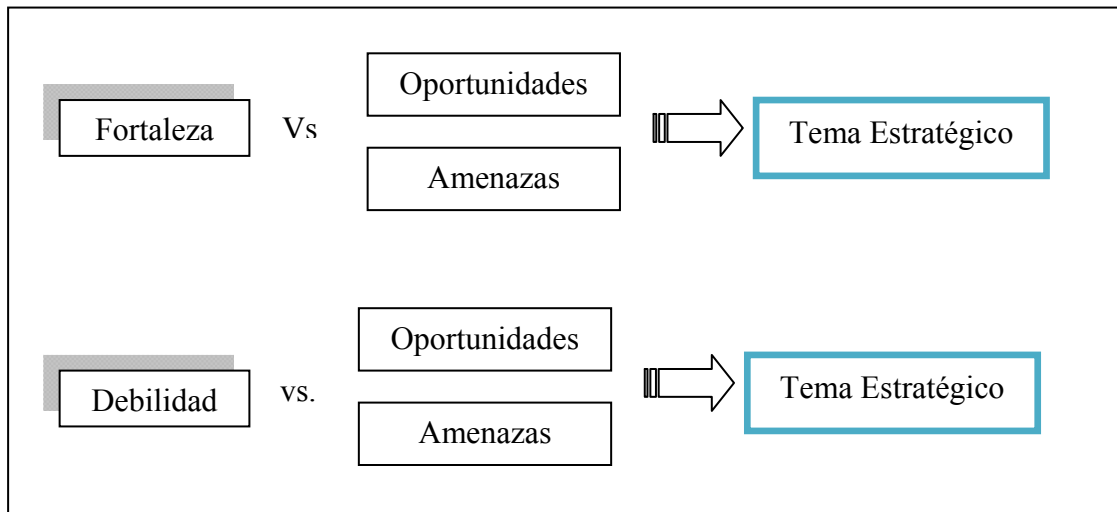 Oportunidades
Fortaleza Vs Tema Estratégico
Amenazas
Oportunidades
Debilidad vs. Tema Estratégico
Amenazas